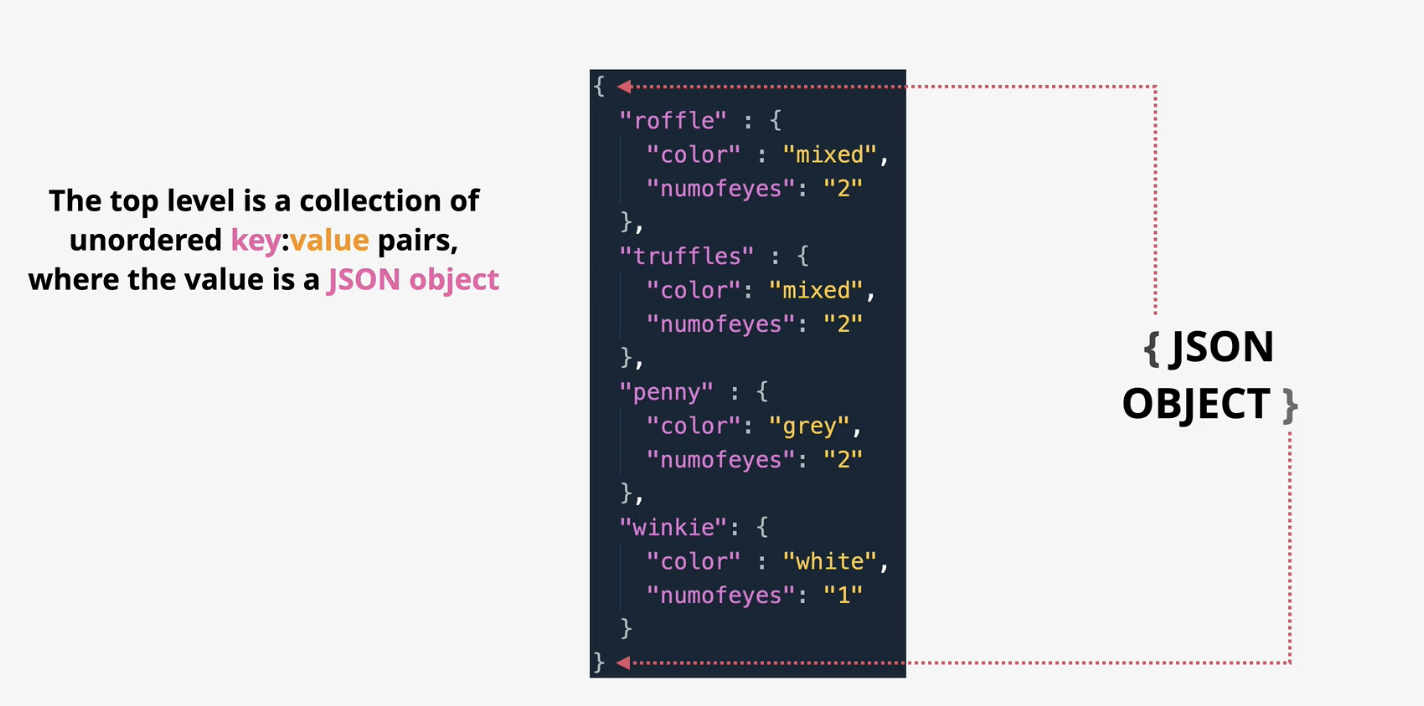 The top level is a collection of
unordered key:value pairs,
where the value is a JSON object
{
"roffle" : {
"color" : "mixed",
"numofeyes": "2"
},
"truffles" : {
"color": "mixed",
"numofeyes": "2"
},
"penny" : {
"color": "grey",
"numofeyes": "2"
},
"winkie": {
"color" : "white",
"numofeyes": "1"
}
}
{ JSON
OBJECT }